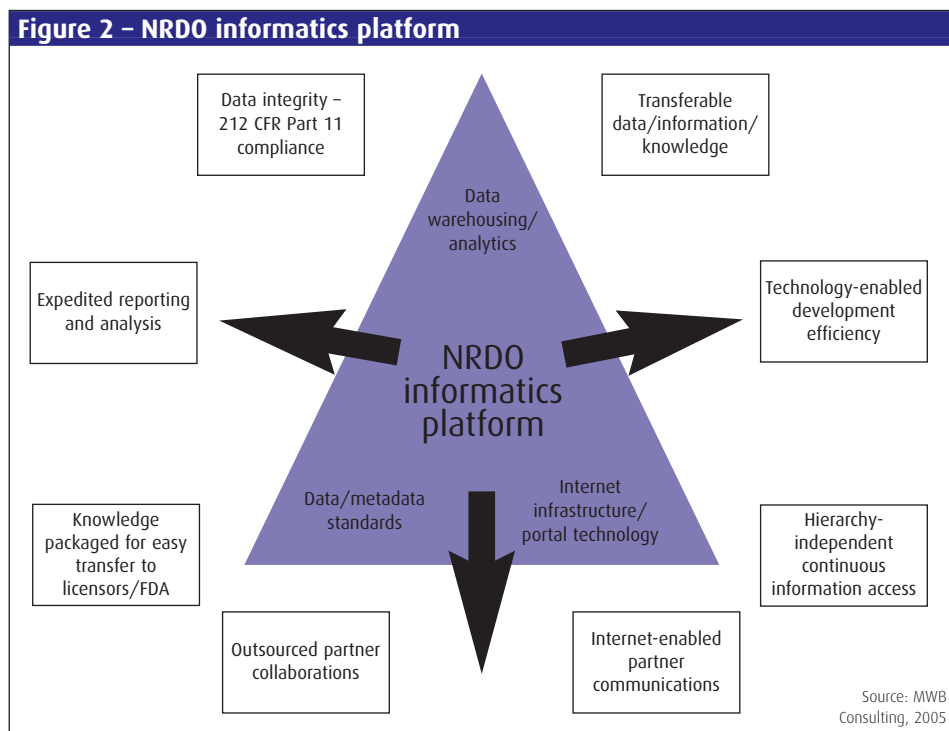 Figure 2 – NRDO informatics platform
Data integrity –
212 CFR Part 11
compliance
Transferable
data/information/
knowledge
Data
warehousing/
analytics
Expedited reporting
and analysis
Technology-enabled
development
efficiency
NRDO
informatics
platform
Data/metadata
standards
Internet
infrastructure/
portal technology
Knowledge
packaged for easy
transfer to
licensors/FDA
Hierarchy-
independent
continuous
information access
Outsourced partner
collaborations
Internet-enabled
partner
communications
Source: MWB
Consulting, 2005